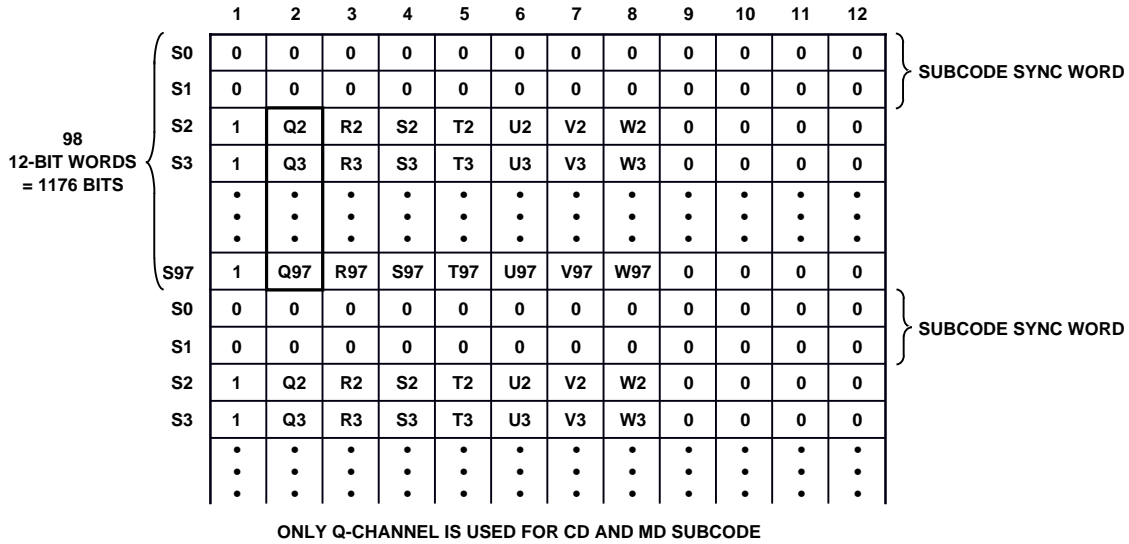 1 2 3 4 5 6 7 8 9 10 11 12
S0 0 0 0 0 0 0 0 0 0 0 0 0
SUBCODE SYNC WORD
S1 0 0 0 0 0 0 0 0 0 0 0 0
S2 1 Q2 R2 S2 T2 U2 V2 W2 0 0 0 0
98
12-BIT WORDS
= 1176 BITS
S3 1 Q3 R3 S3 T3 U3 V3 W3 0 0 0 0
• • • • • • • • • • • •
• • • • • • • • • • • •
• • • • • • • • • • • •
S97 1 Q97 R97 S97 T97 U97 V97 W97 0 0 0 0
S0 0 0 0 0 0 0 0 0 0 0 0 0
SUBCODE SYNC WORD
S1 0 0 0 0 0 0 0 0 0 0 0 0
S2 1 Q2 R2 S2 T2 U2 V2 W2 0 0 0 0
S3 1 Q3 R3 S3 T3 U3 V3 W3 0 0 0 0
• • • • • • • • • • • •
• • • • • • • • • • • •
• • • • • • • • • • • •
ONLY Q-CHANNEL IS USED FOR CD AND MD SUBCODE